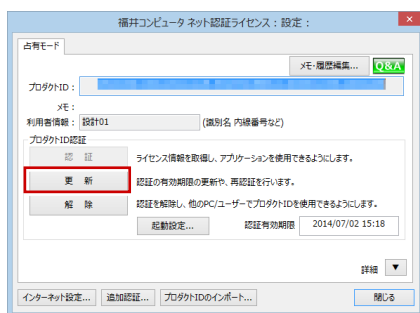 福井コンピュータ ネット認証ライセンス：設定：
占有モード
メモ・履歴編集... Q&A
プロダクトID：
メモ：
利用者情報： 設計01 (識別名 内線番号など)
プロダクトID認証
認 証 ライセンス情報を取得し、アプリケーションを使用できるようにします。
更 新 認証の有効期限の更新や、再認証を行います。
解 除 認証を解除し、他のPC/ユーザーでプロダクトIDを使用できるようにします。
起動設定... 認証有効期限 2014/07/02 15:18
詳細 ▼
インターネット設定... 追加認証... プロダクトIDのインポート... 閉じる